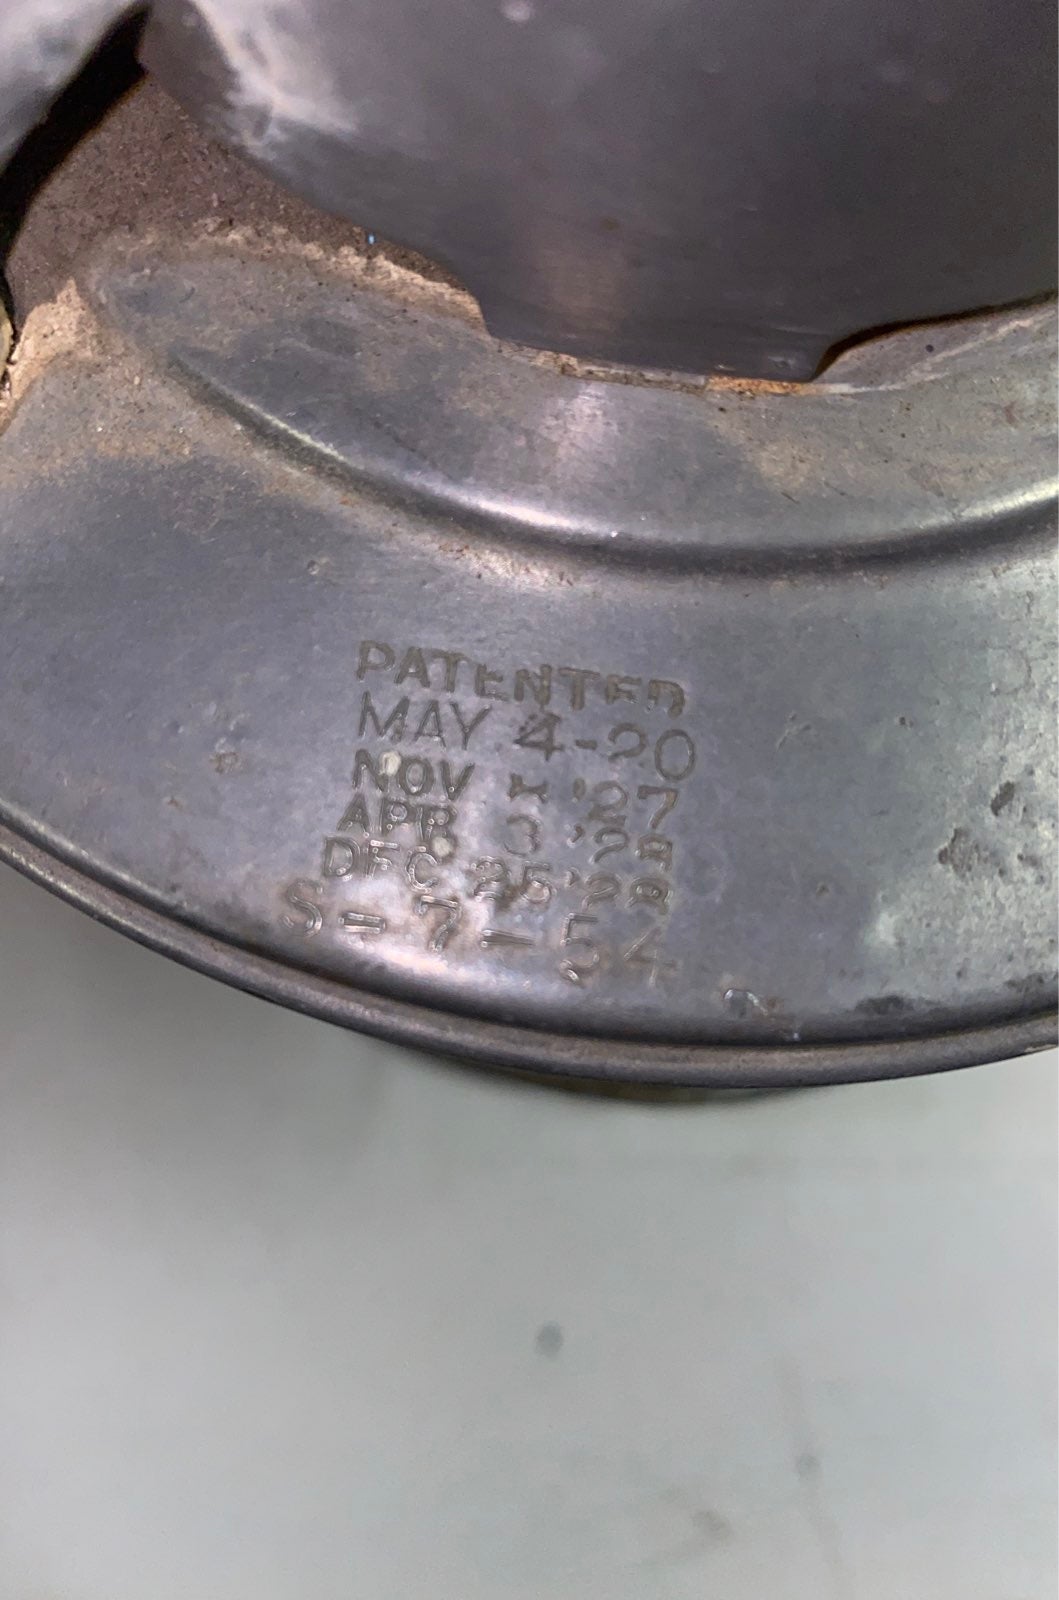 PATENTED
MAY 4-20
NOV '27
APR 3 '28
DEC 25 '28
S-7-54